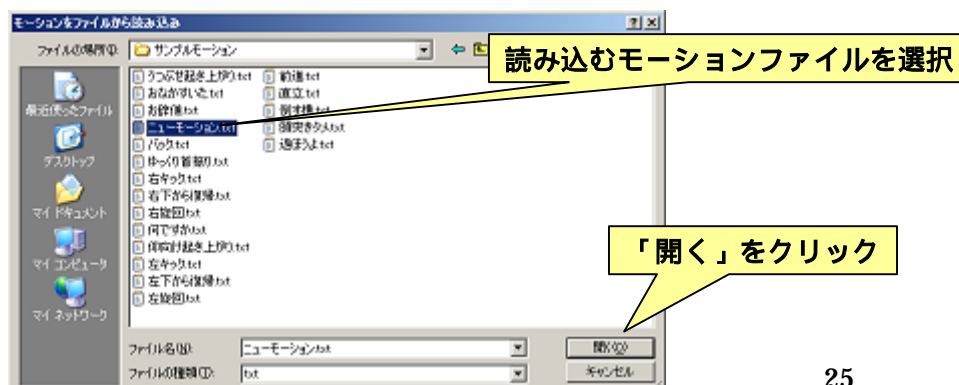 モーションをファイルから読み込み
ファイルの場所(I):
サンプルモーション
読み込むモーションファイルを選択
うつぶせ起き上がり.txt
おなかすいた.txt
お辞儀.txt
ニューモーション.txt
バック.txt
ゆっくり首振り.txt
右キック.txt
右下から復帰.txt
右旋回.txt
何ですか.txt
仰向け起き上がり.txt
左キック.txt
左下から復帰.txt
左旋回.txt
前進.txt
直立.txt
最近使ったファイル
デスクトップ
マイ ドキュメント
マイ コンピュータ
マイ ネットワーク
「開く」をクリック
ファイル名(N):
ニューモーション.txt
開く(O)
ファイルの種類(T):
txt
キャンセル
25